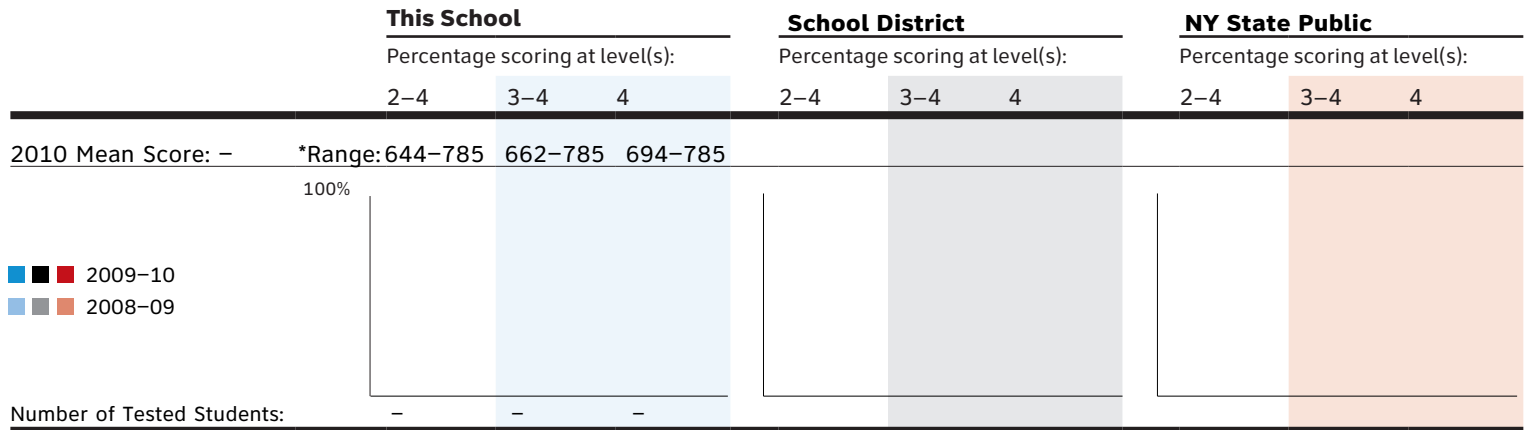 This School School District NY State Public
Percentage scoring at level(s): Percentage scoring at level(s): Percentage scoring at level(s):
2–4 3–4 4 2–4 3–4 4 2–4 3–4 4
2010 Mean Score: – *Range: 644–785 662–785 694–785
100%
2009–10
2008–09
Number of Tested Students: – – –